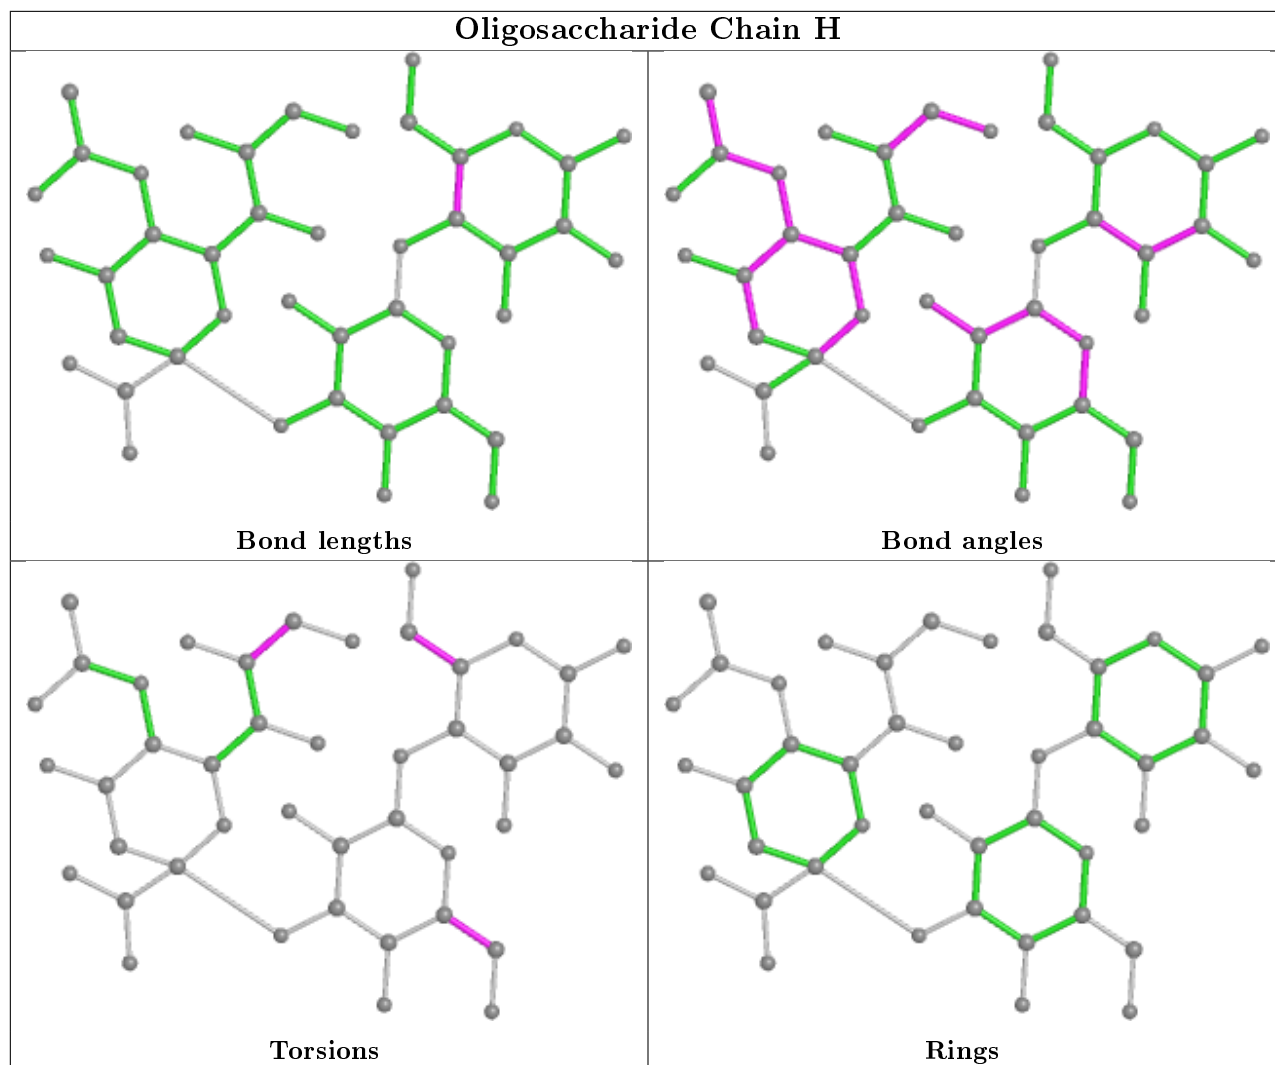 Oligosaccharide Chain H
Bond lengths
Bond angles
Torsions
Rings